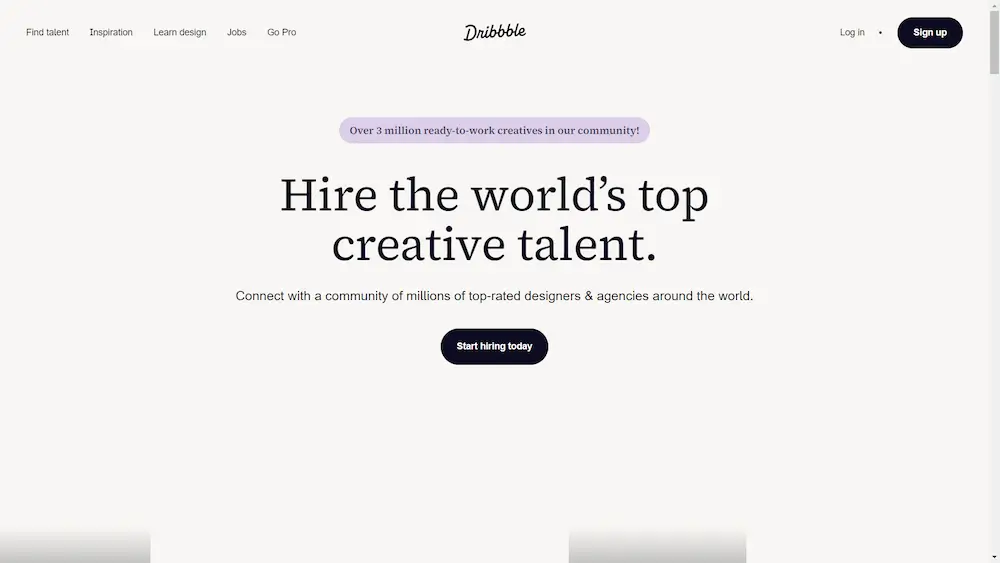 Find talent Inspiration Learn design Jobs Go Pro Dribbble Log in • Sign up
Over 3 million ready-to-work creatives in our community!
Hire the world’s top
creative talent.
Connect with a community of millions of top-rated designers & agencies around the world.
Start hiring today